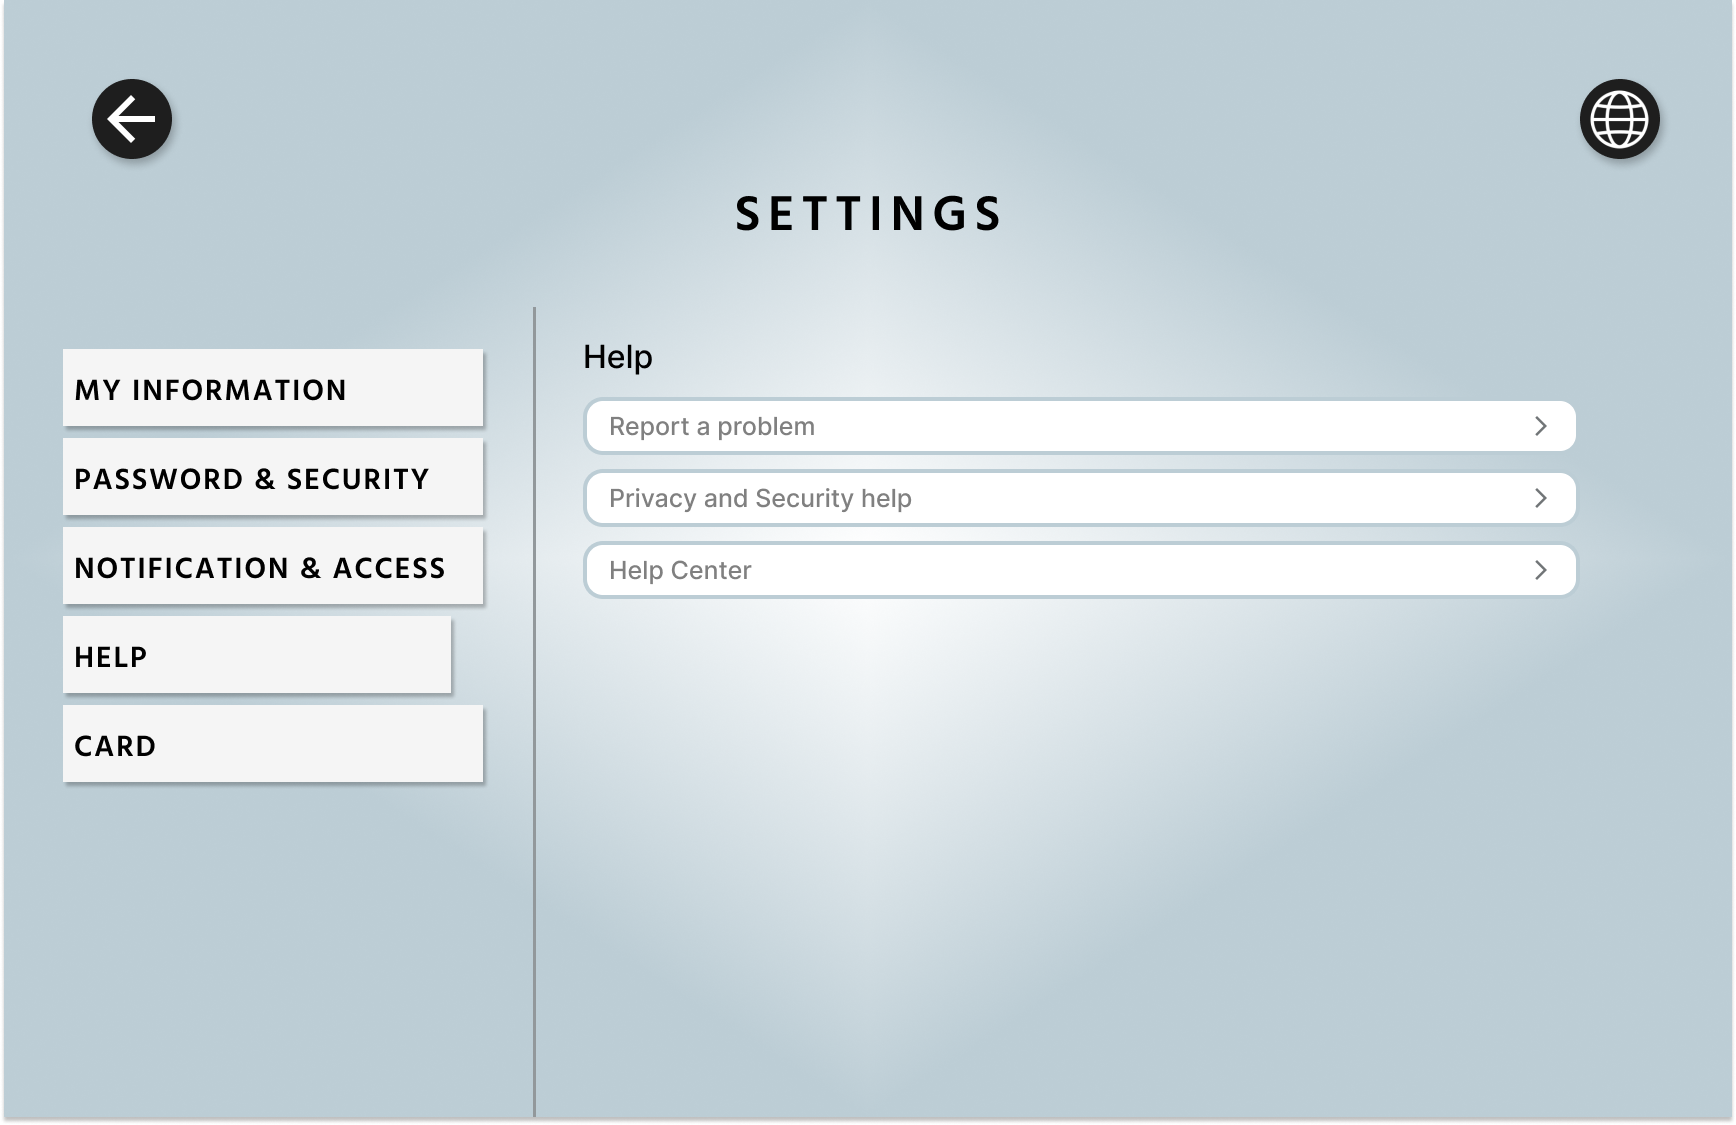 SETTINGS
MY INFORMATION
PASSWORD & SECURITY
NOTIFICATION & ACCESS
HELP
CARD
Help
Report a problem
Privacy and Security help
Help Center